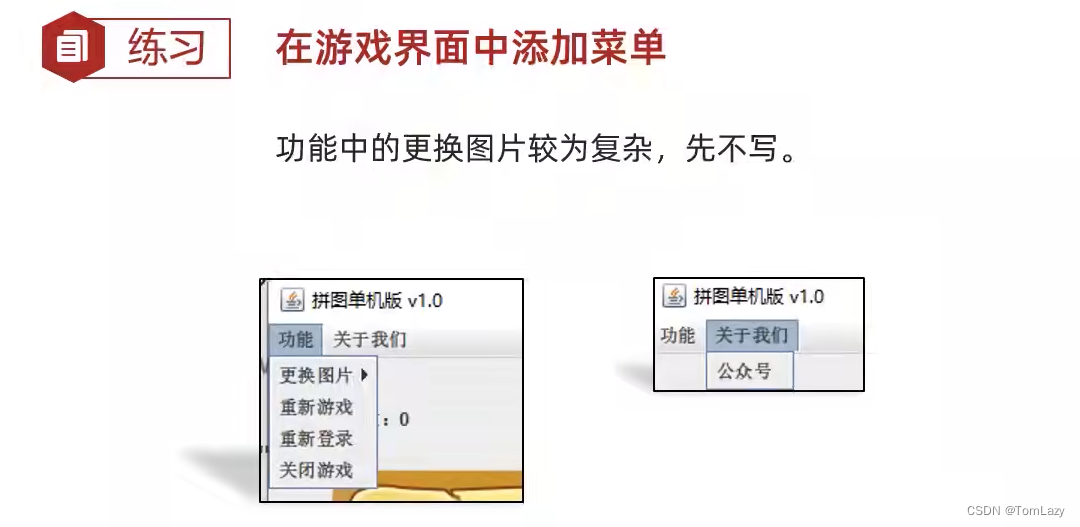 练习
在游戏界面中添加菜单
功能中的更换图片较为复杂，先不写。
拼图单机版 v1.0
功能 关于我们
更换图片
重新游戏
：0
重新登录
关闭游戏
拼图单机版 v1.0
功能 关于我们
公众号
CSDN @TomLazy